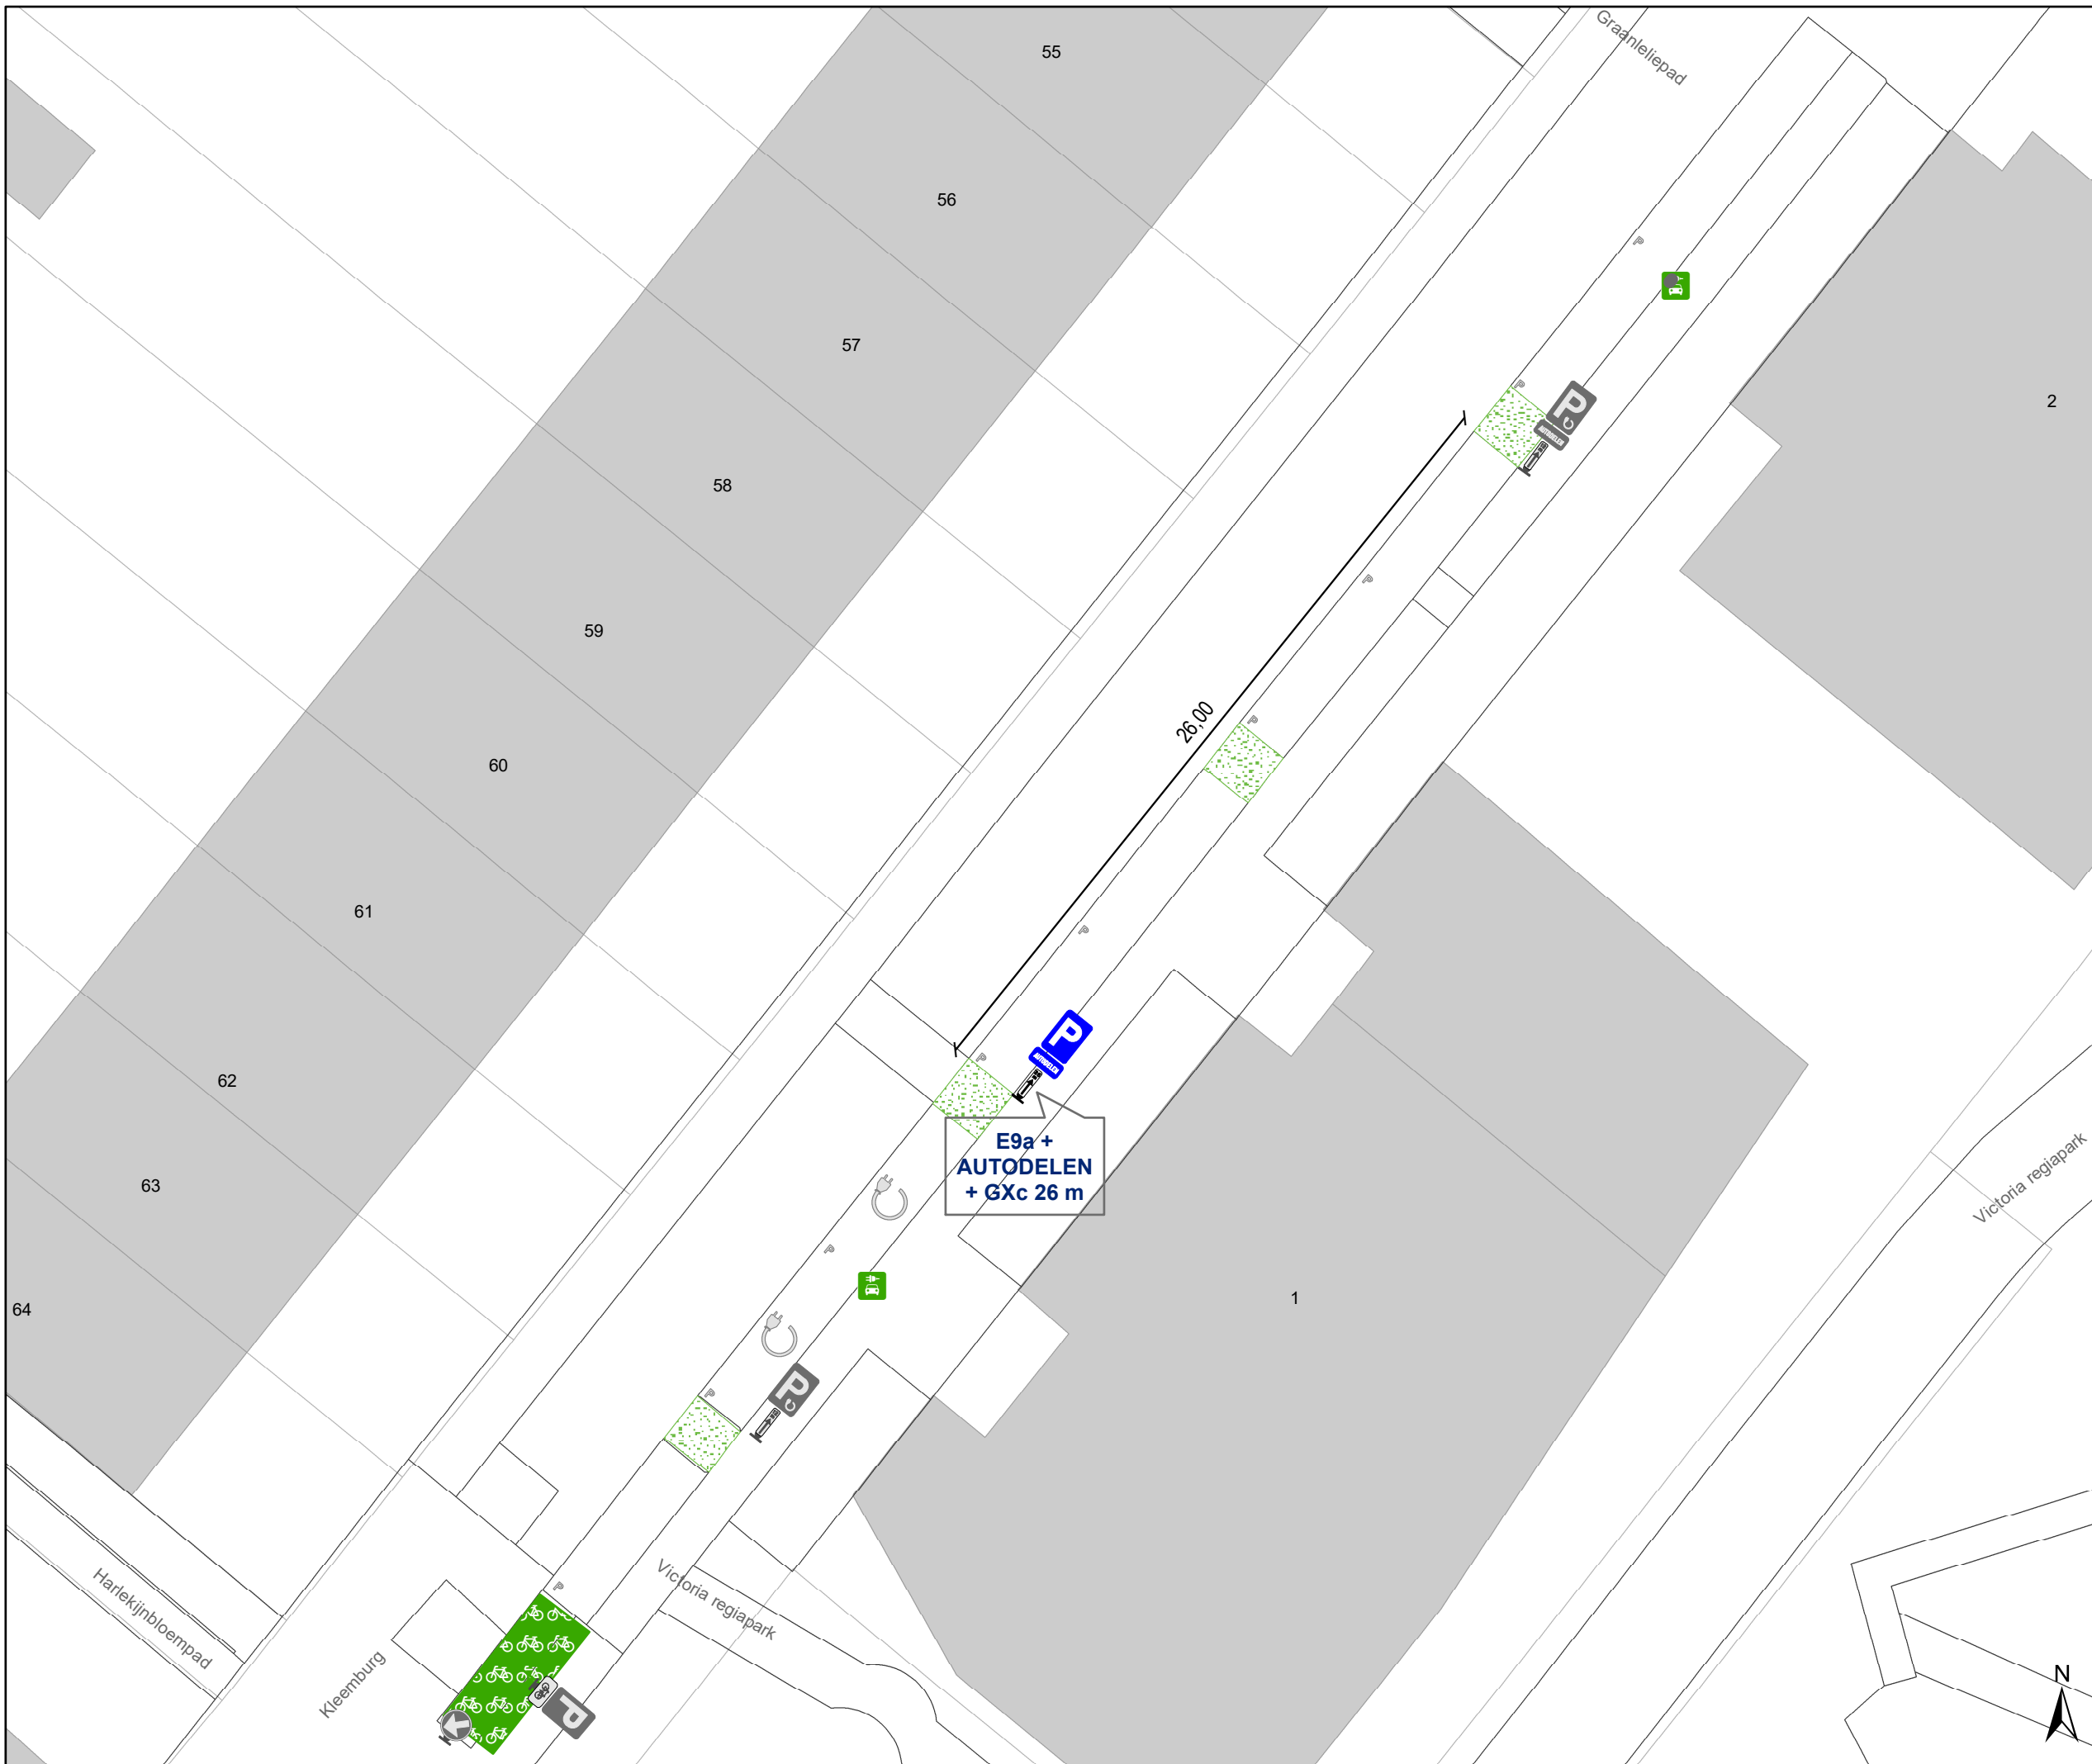 Graanleliepad
55
56
57
58
59
60
61
62
63
64
2
1
26,00
P
P
P
P
P
P
P
P
P
P
P
P
P
P
E9a +
AUTODELEN
+ GXc 26 m
Victoria regiapark
Victoria regiapark
Harlekijnbloempad
Kleemburg
N